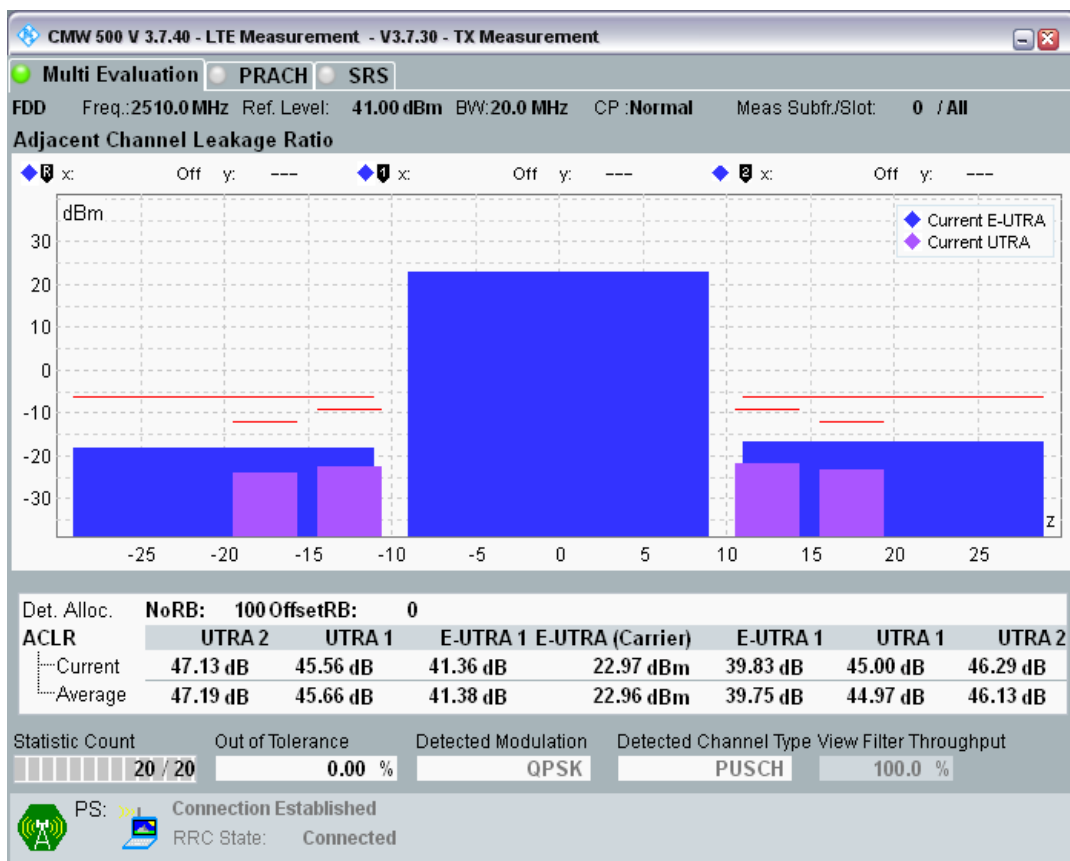 CMW 500 V 3.7.40 - LTE Measurement - V3.7.30 - TX Measurement
Multi Evaluation PRACH SRS
FDD Freq.:2510.0 MHz Ref. Level: 41.00 dBm BW:20.0 MHz CP :Normal Meas Subfr./Slot: 0 / All
Adjacent Channel Leakage Ratio
R x: Off y: --- 1 x: Off y: --- 2 x: Off y: ---
dBm
Current E-UTRA
Current UTRA
30
20
10
0
-10
-20
-30
z
-25 -20 -15 -10 -5 0 5 10 15 20 25
Det. Alloc. NoRB: 100 OffsetRB: 0
ACLR UTRA 2 UTRA 1 E-UTRA 1 E-UTRA (Carrier) E-UTRA 1 UTRA 1 UTRA 2
Current 47.13 dB 45.56 dB 41.36 dB 22.97 dBm 39.83 dB 45.00 dB 46.29 dB
Average 47.19 dB 45.66 dB 41.38 dB 22.96 dBm 39.75 dB 44.97 dB 46.13 dB
Statistic Count Out of Tolerance Detected Modulation Detected Channel Type View Filter Throughput
20 / 20 0.00 % QPSK PUSCH 100.0 %
PS: Connection Established
RRC State: Connected